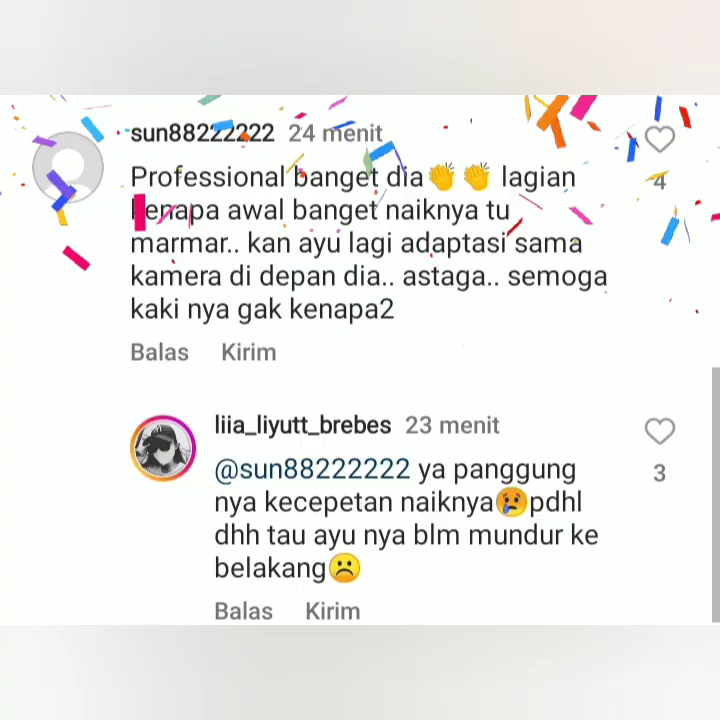 sun88222222 24 menit
Professional banget dia👏👏 lagian
kenapa awal banget naiknya tu
marmar.. kan ayu lagi adaptasi sama
kamera di depan dia.. astaga.. semoga
kaki nya gak kenapa2
4
Balas Kirim
liia_liyutt_brebes 23 menit
@sun88222222 ya panggung
nya kecepetan naiknya😢pdhl
dhh tau ayu nya blm mundur ke
belakang☹️
3
Balas Kirim